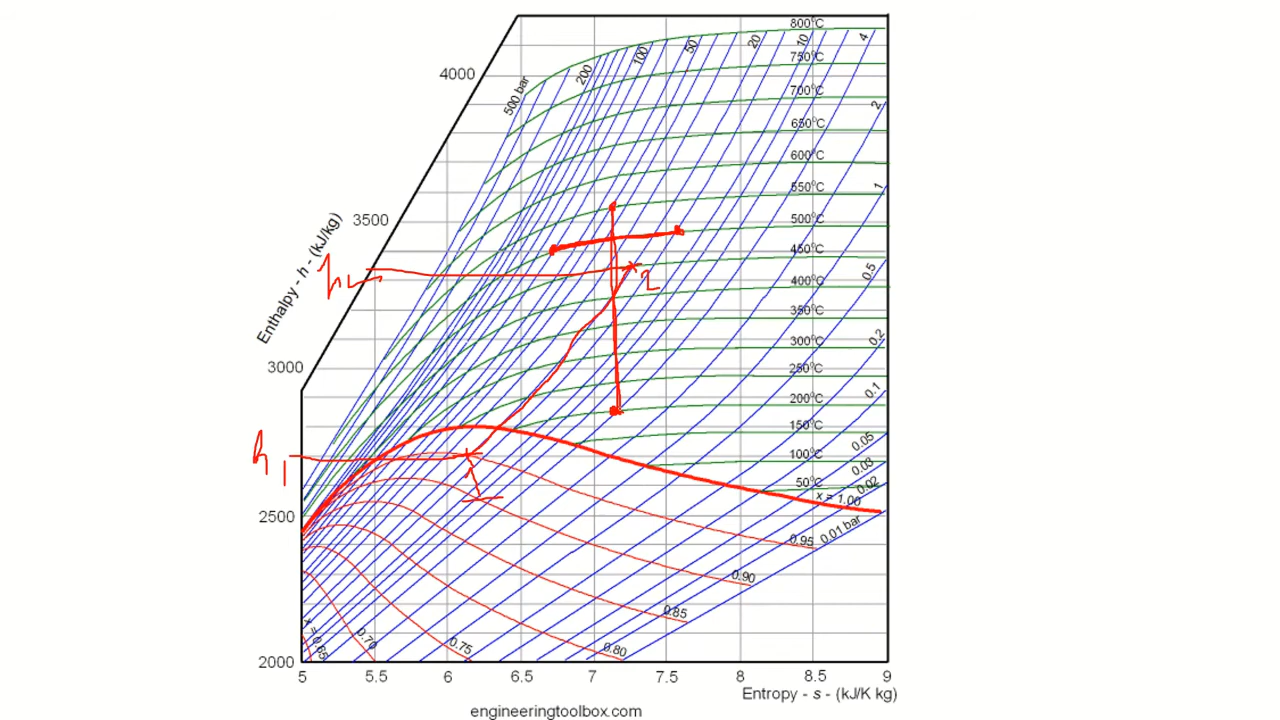 800°C
500 bar
200
100
50
20
10
4
750°C
4000
700°C
2
650°C
600°C
550°C
1
Enthalpy - h - (kJ/kg)
3500
500°C
450°C
h2
2
400°C
0.5
350°C
300°C
0.2
3000
250°C
200°C
0.1
150°C
0.05
h1
100°C
0.03
50°C
0.02
x = 1.00
2500
0.01 bar
0.95
0.90
0.85
x = 0.65
0.70
0.75
0.80
2000
5
5.5
6
6.5
7
7.5
8
8.5
9
Entropy - s - (kJ/K kg)
engineeringtoolbox.com